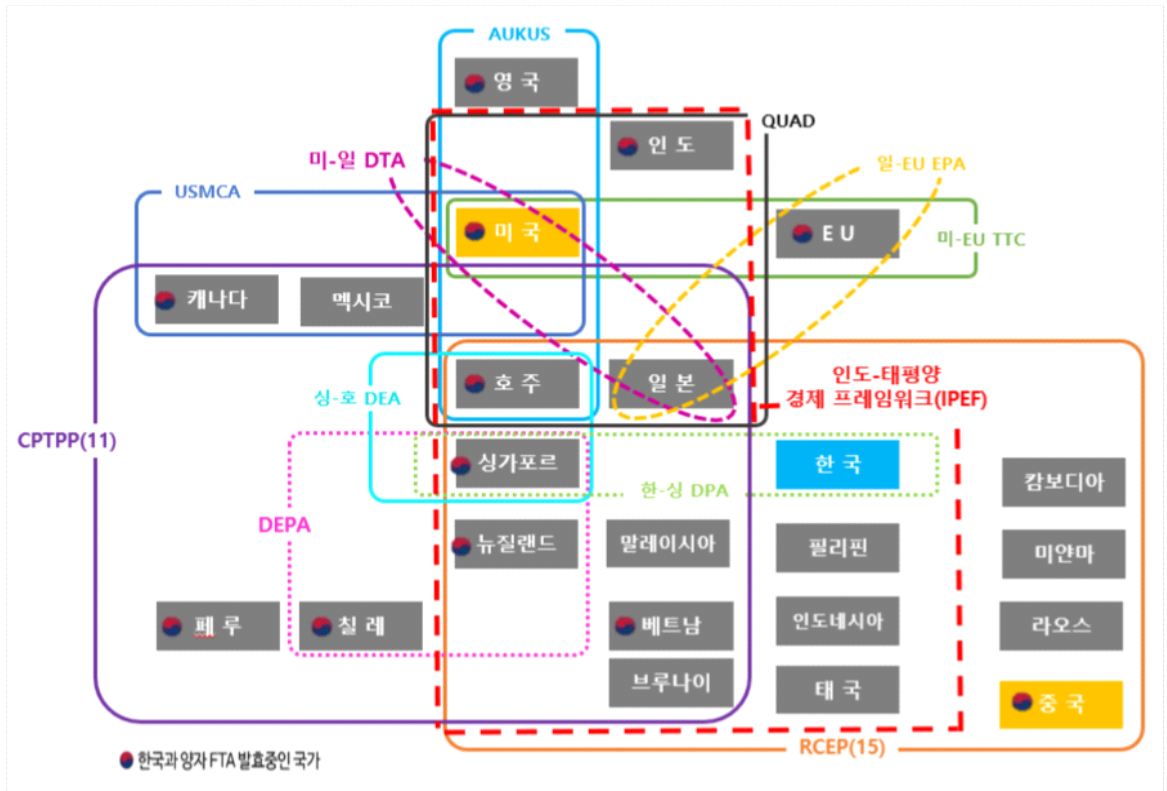 AUKUS
영 국
QUAD
인 도
미-일 DTA
일-EU EPA
USMCA
미 국
E U
미-EU TTC
캐나다
멕시코
호 주
일 본
인도-태평양
경제 프레임워크(IPEF)
싱-호 DEA
CPTPP(11)
싱가포르
한 국
캄보디아
한-싱 DPA
DEPA
뉴질랜드
말레이시아
필리핀
미얀마
페 루
칠 레
베트남
인도네시아
라오스
브루나이
태 국
중 국
RCEP(15)
한국과 양자 FTA 발효중인 국가